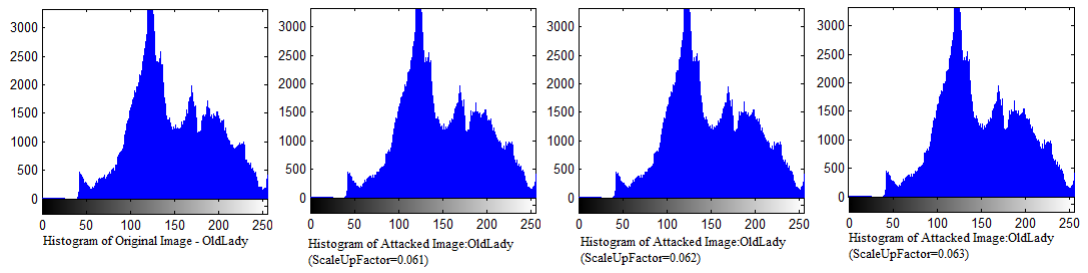 3000
2500
2000
1500
1000
500
0
0 50 100 150 200 250
Histogram of Original Image - OldLady
3000
2500
2000
1500
1000
500
0
0 50 100 150 200 250
Histogram of Attacked Image:OldLady
(ScaleUpFactor=0.061)
3000
2500
2000
1500
1000
500
0
0 50 100 150 200 250
Histogram of Attacked Image:OldLady
(ScaleUpFactor=0.062)
3000
2500
2000
1500
1000
500
0
0 50 100 150 200 250
Histogram of Attacked Image:OldLady
(ScaleUpFactor=0.063)